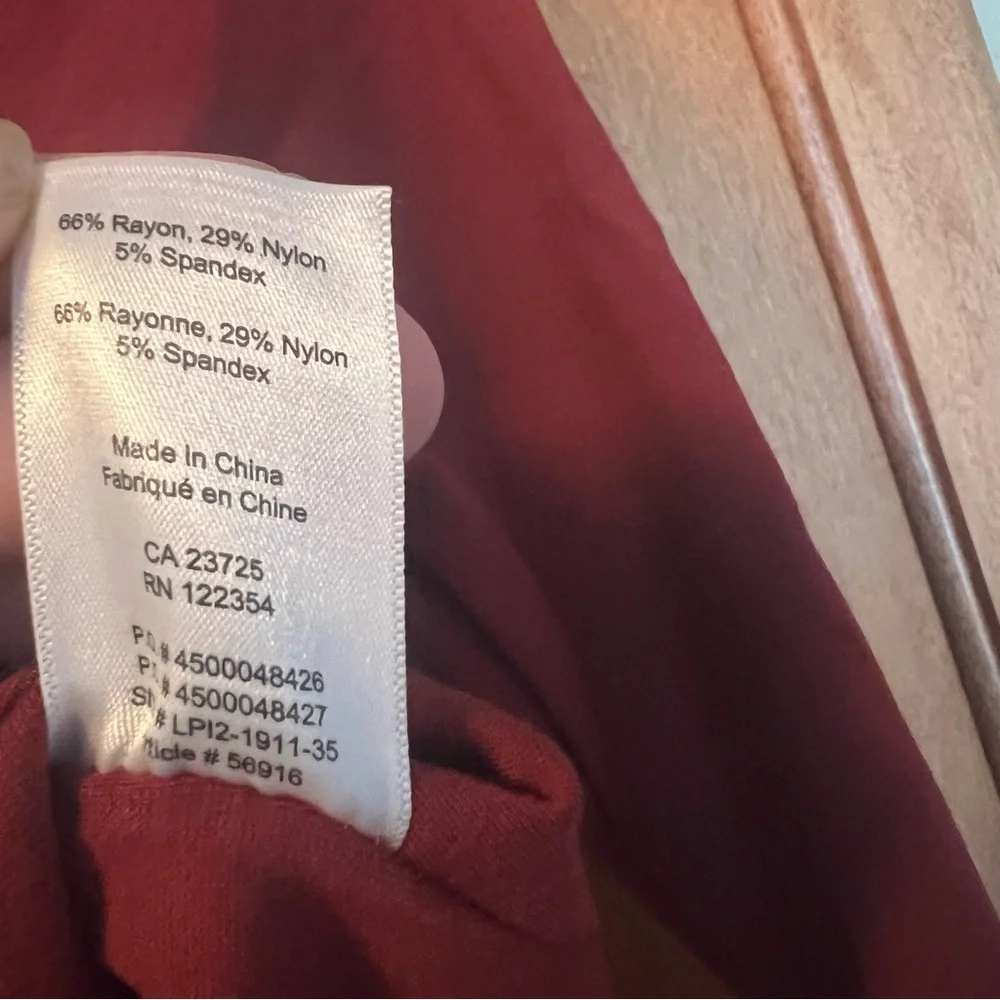 66% Rayon, 29% Nylon
5% Spandex
66% Rayonne, 29% Nylon
5% Spandex
Made In China
Fabriqué en Chine
CA 23725
RN 122354
4500048426
4500048427
# LPI2-1911-35
# 56916